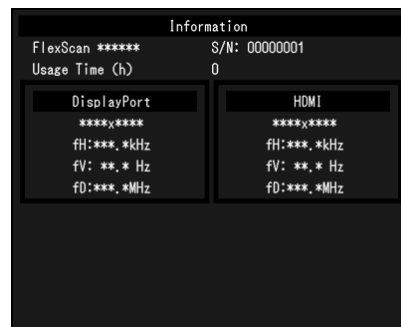 Information
FlexScan ****** S/N: 00000001
Usage Time (h) 0
DisplayPort
****x****
fH:***.*kHz
fV: **.* Hz
fD:***.*MHz
HDMI
****x****
fH:***.*kHz
fV: **.* Hz
fD:***.*MHz